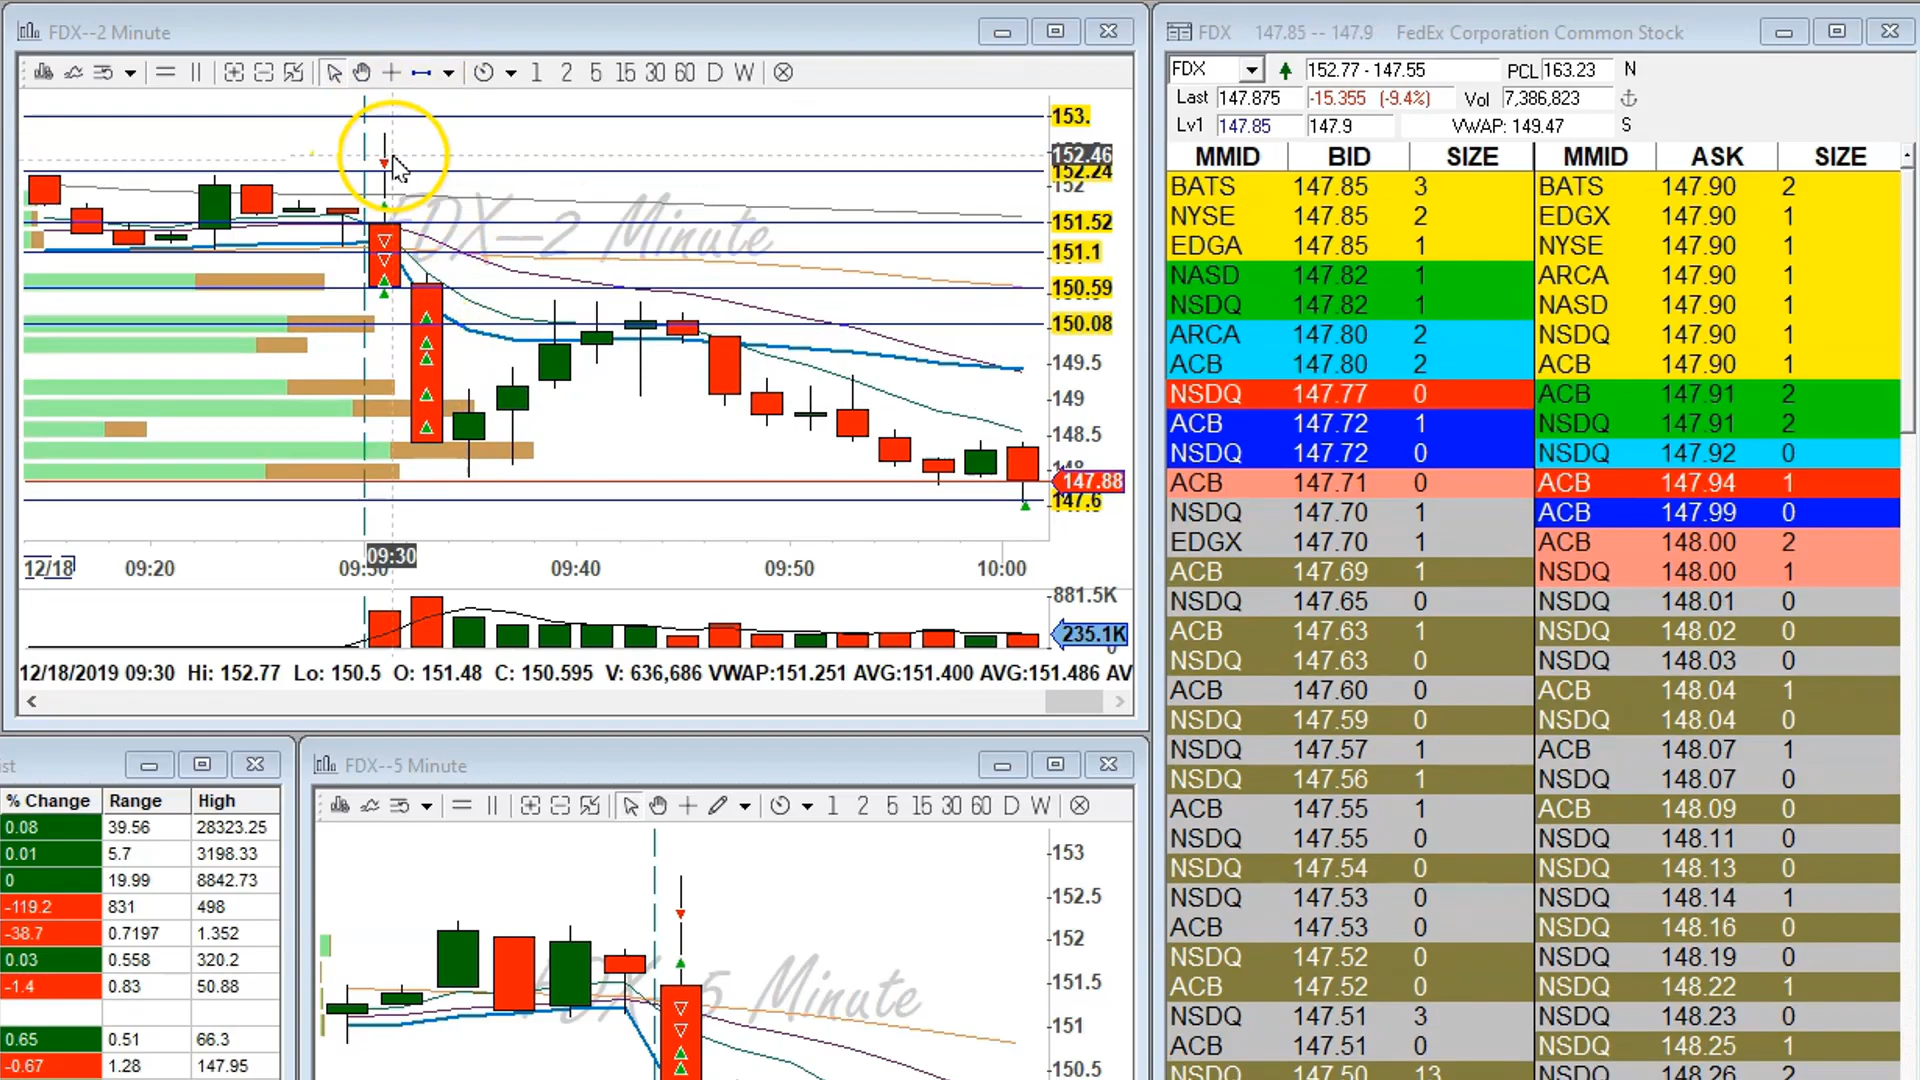 FDX--2 Minute
1 2 5 15 30 60 D W
FDX--2 Minute
153.
152.46
152.24
152
151.52
151.1
150.59
150.08
149.5
149
148.5
147.88
147.6
12/18 09:20 09:30 09:40 09:50 10:00
881.5K
235.1K
0
12/18/2019 09:30 Hi: 152.77 Lo: 150.5 O: 151.48 C: 150.595 V: 636,686 VWAP:151.251 AVG:151.400 AVG:151.486 AV
ist
% Change Range High
0.08 39.56 28323.25
0.01 5.7 3198.33
0 19.99 8842.73
-119.2 831 498
-38.7 0.7197 1.352
0.03 0.558 320.2
-1.4 0.83 50.88
0.65 0.51 66.3
-0.67 1.28 147.95
FDX--5 Minute
1 2 5 15 30 60 D W
153
152.5
152
151.5
151
150.5
FDX--5 Minute
FDX 147.85 -- 147.9 FedEx Corporation Common Stock
FDX 152.77 - 147.55 PCL 163.23 N
Last 147.875 -15.355 (-9.4%) Vol 7,386,823
Lv1 147.85 147.9 VWAP: 149.47 S
MMID BID SIZE MMID ASK SIZE
BATS 147.85 3 BATS 147.90 2
NYSE 147.85 2 EDGX 147.90 1
EDGA 147.85 1 NYSE 147.90 1
NASD 147.82 1 ARCA 147.90 1
NSDQ 147.82 1 NASD 147.90 1
ARCA 147.80 2 NSDQ 147.90 1
ACB 147.80 2 ACB 147.90 1
NSDQ 147.77 0 ACB 147.91 2
ACB 147.72 1 NSDQ 147.91 2
NSDQ 147.72 0 NSDQ 147.92 0
ACB 147.71 0 ACB 147.94 1
NSDQ 147.70 1 ACB 147.99 0
EDGX 147.70 1 ACB 148.00 2
ACB 147.69 1 NSDQ 148.00 1
NSDQ 147.65 0 NSDQ 148.01 0
ACB 147.63 1 NSDQ 148.02 0
NSDQ 147.63 0 NSDQ 148.03 0
ACB 147.60 0 ACB 148.04 1
NSDQ 147.59 0 NSDQ 148.04 0
NSDQ 147.57 1 ACB 148.07 1
NSDQ 147.56 1 NSDQ 148.07 0
ACB 147.55 1 ACB 148.09 0
NSDQ 147.55 0 NSDQ 148.11 0
NSDQ 147.54 0 NSDQ 148.13 0
NSDQ 147.53 0 NSDQ 148.14 1
ACB 147.53 0 NSDQ 148.16 0
NSDQ 147.52 0 NSDQ 148.19 0
ACB 147.52 0 NSDQ 148.22 1
NSDQ 147.51 3 NSDQ 148.23 0
ACB 147.51 0 NSDQ 148.25 1
NSDQ 147.50 13 NSDQ 148.26 2